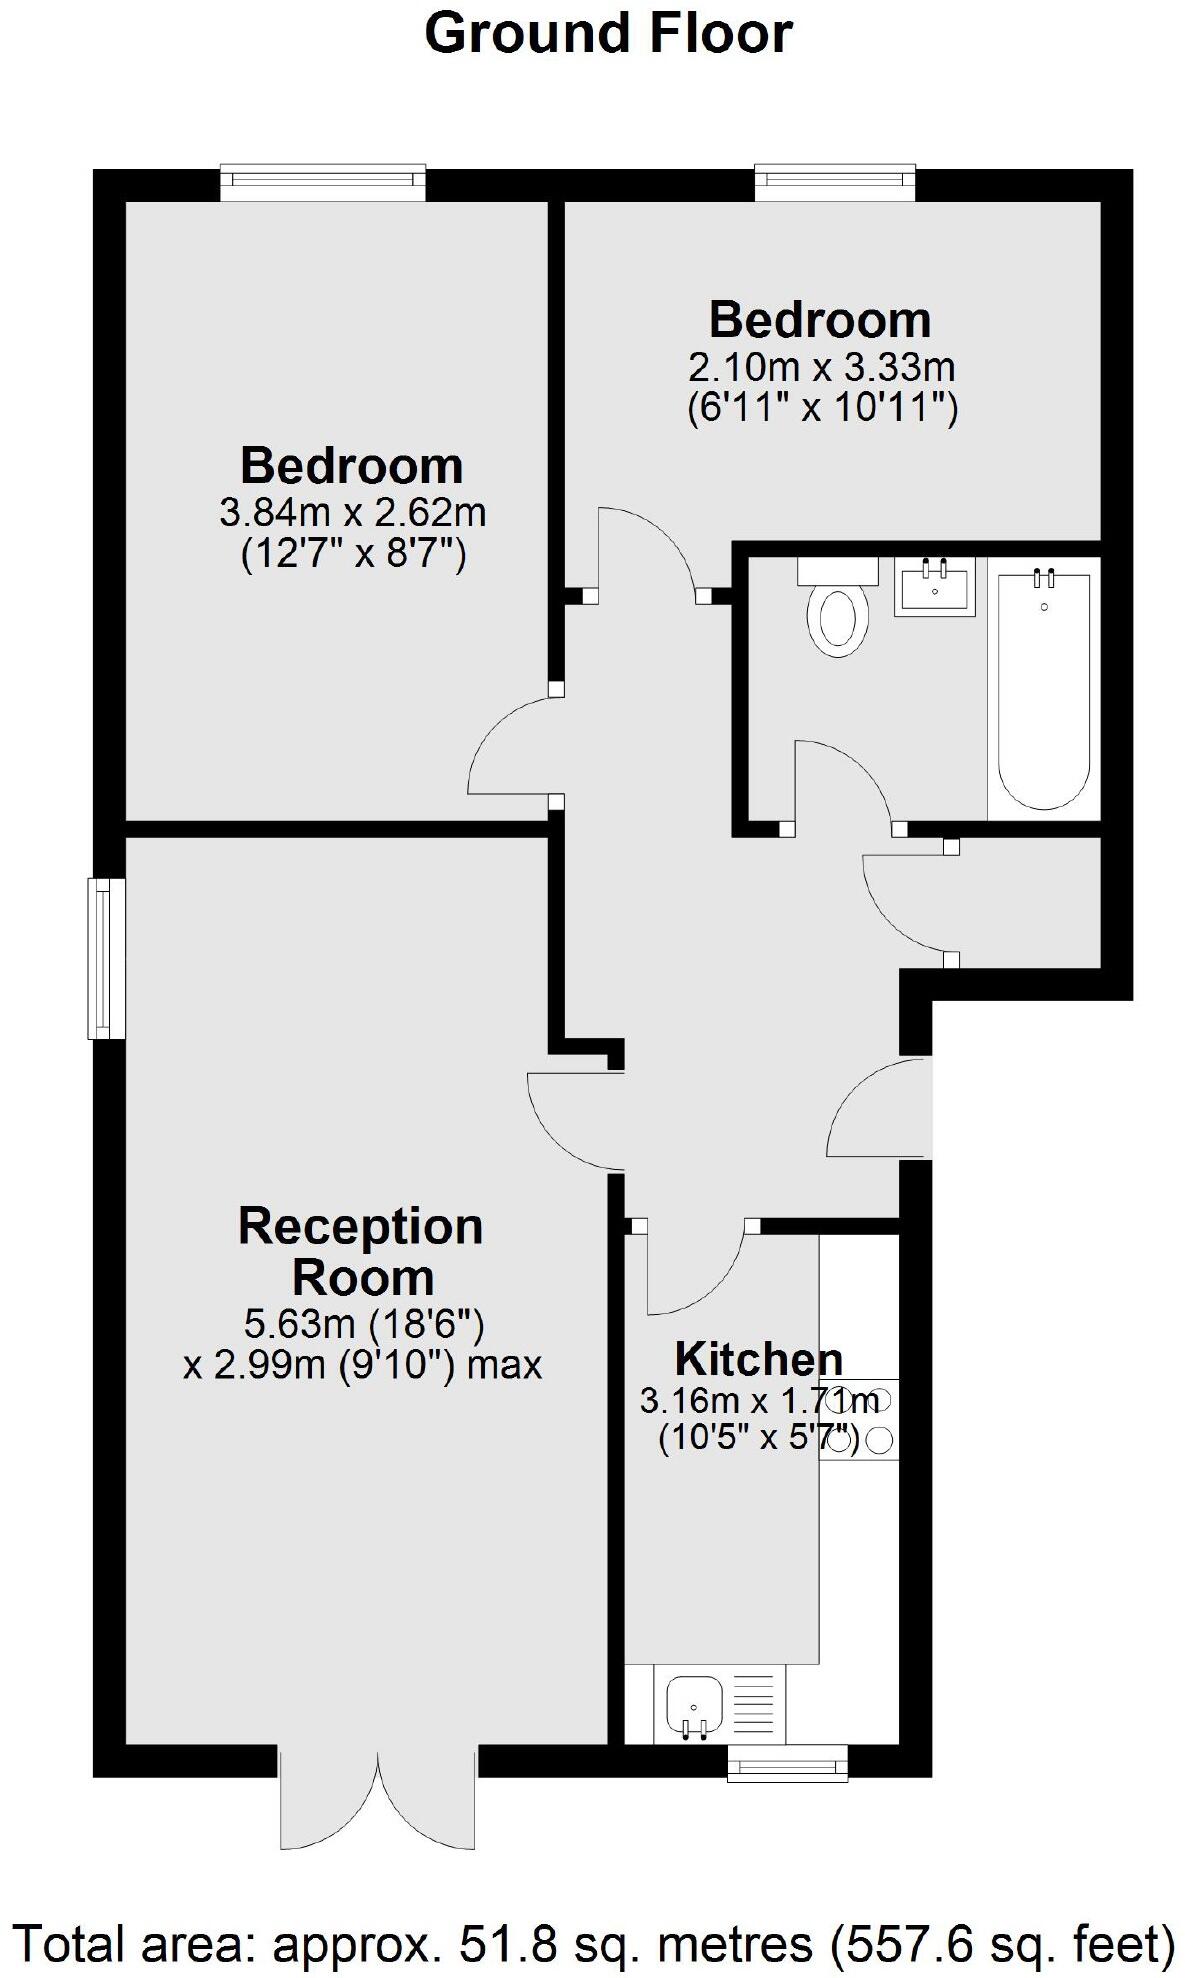 Ground Floor
Bedroom
2.10m x 3.33m
(6'11" x 10'11")
Bedroom
3.84m x 2.62m
(12'7" x 8'7")
Reception
Room
5.63m (18'6")
x 2.99m (9'10") max
Kitchen
3.16m x 1.71m
(10'5" x 5'7")
Total area: approx. 51.8 sq. metres (557.6 sq. feet)